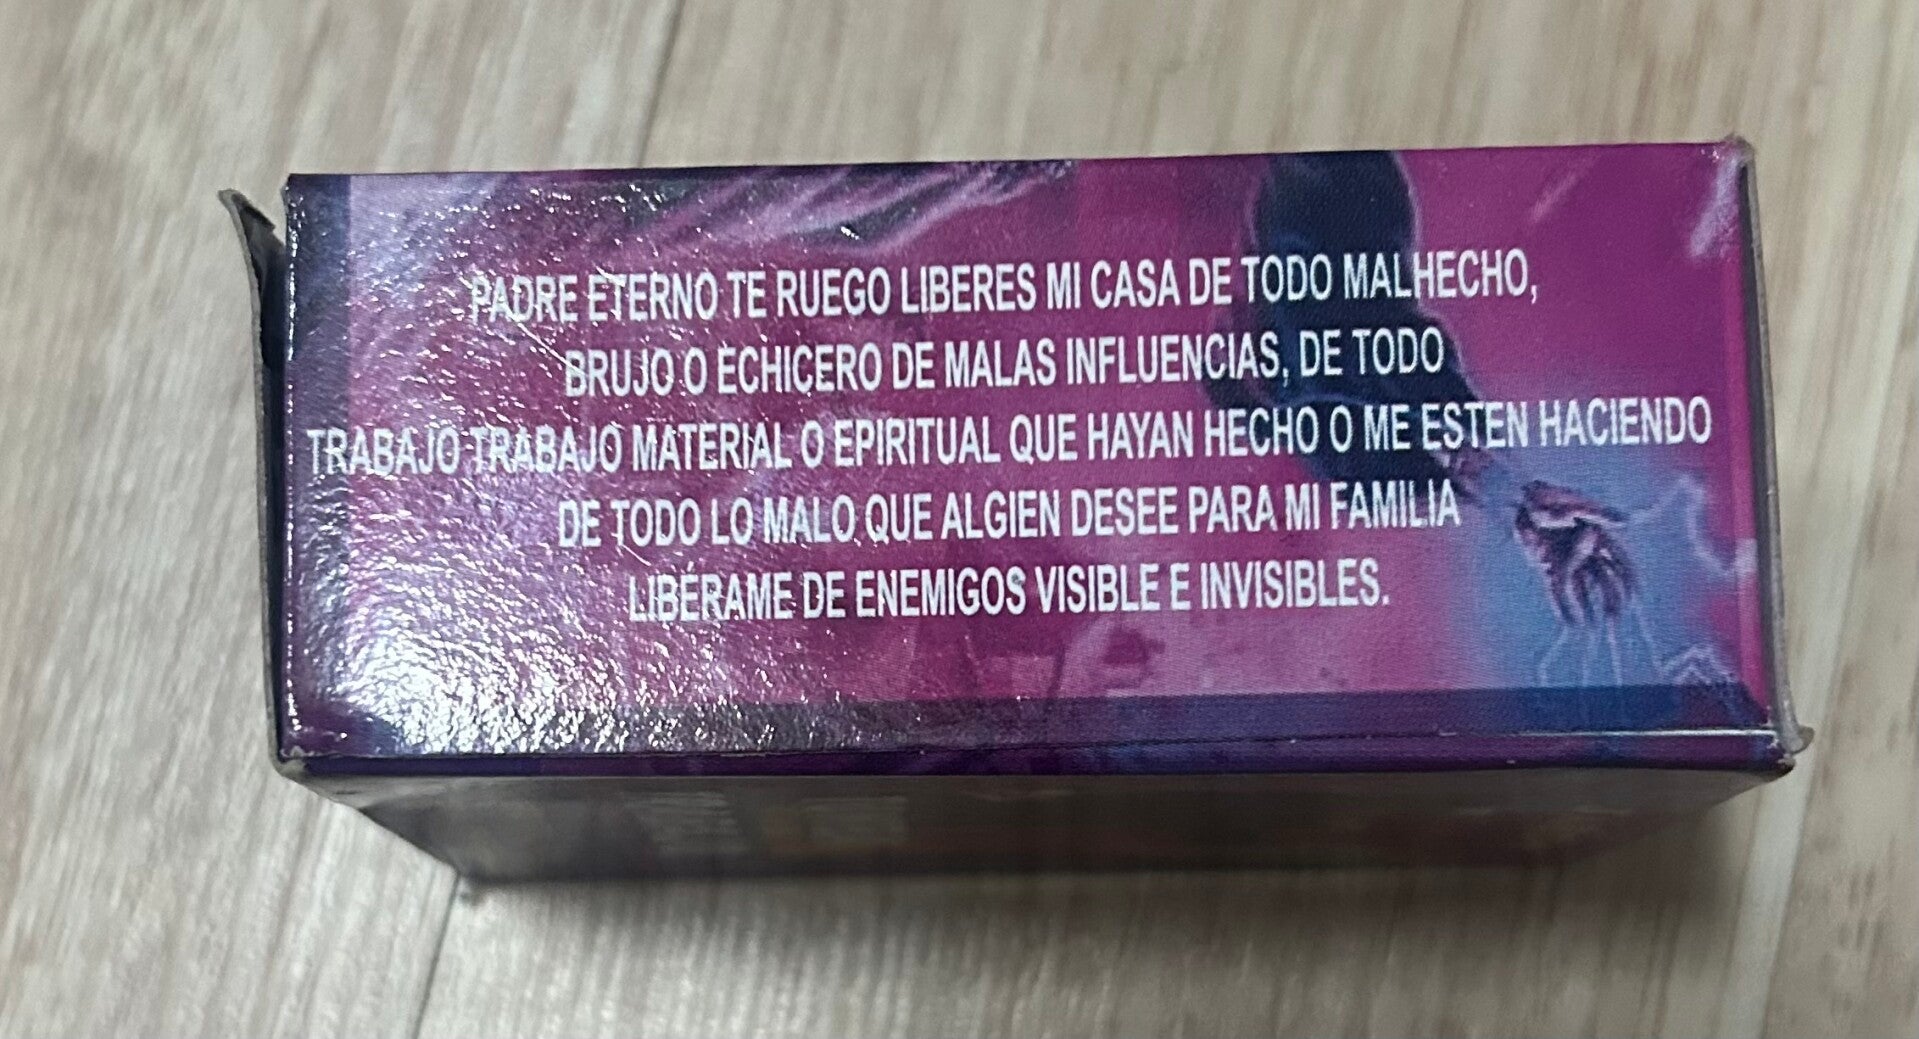 PADRE ETERNO TE RUEGO LIBERES MI CASA DE TODO MALHECHO,
BRUJO O ECHICERO DE MALAS INFLUENCIAS, DE TODO
TRABAJO TRABAJO MATERIAL O EPIRITUAL QUE HAYAN HECHO O ME ESTEN HACIENDO
DE TODO LO MALO QUE ALGIEN DESEE PARA MI FAMILIA
LIBERAME DE ENEMIGOS VISIBLE E INVISIBLES.